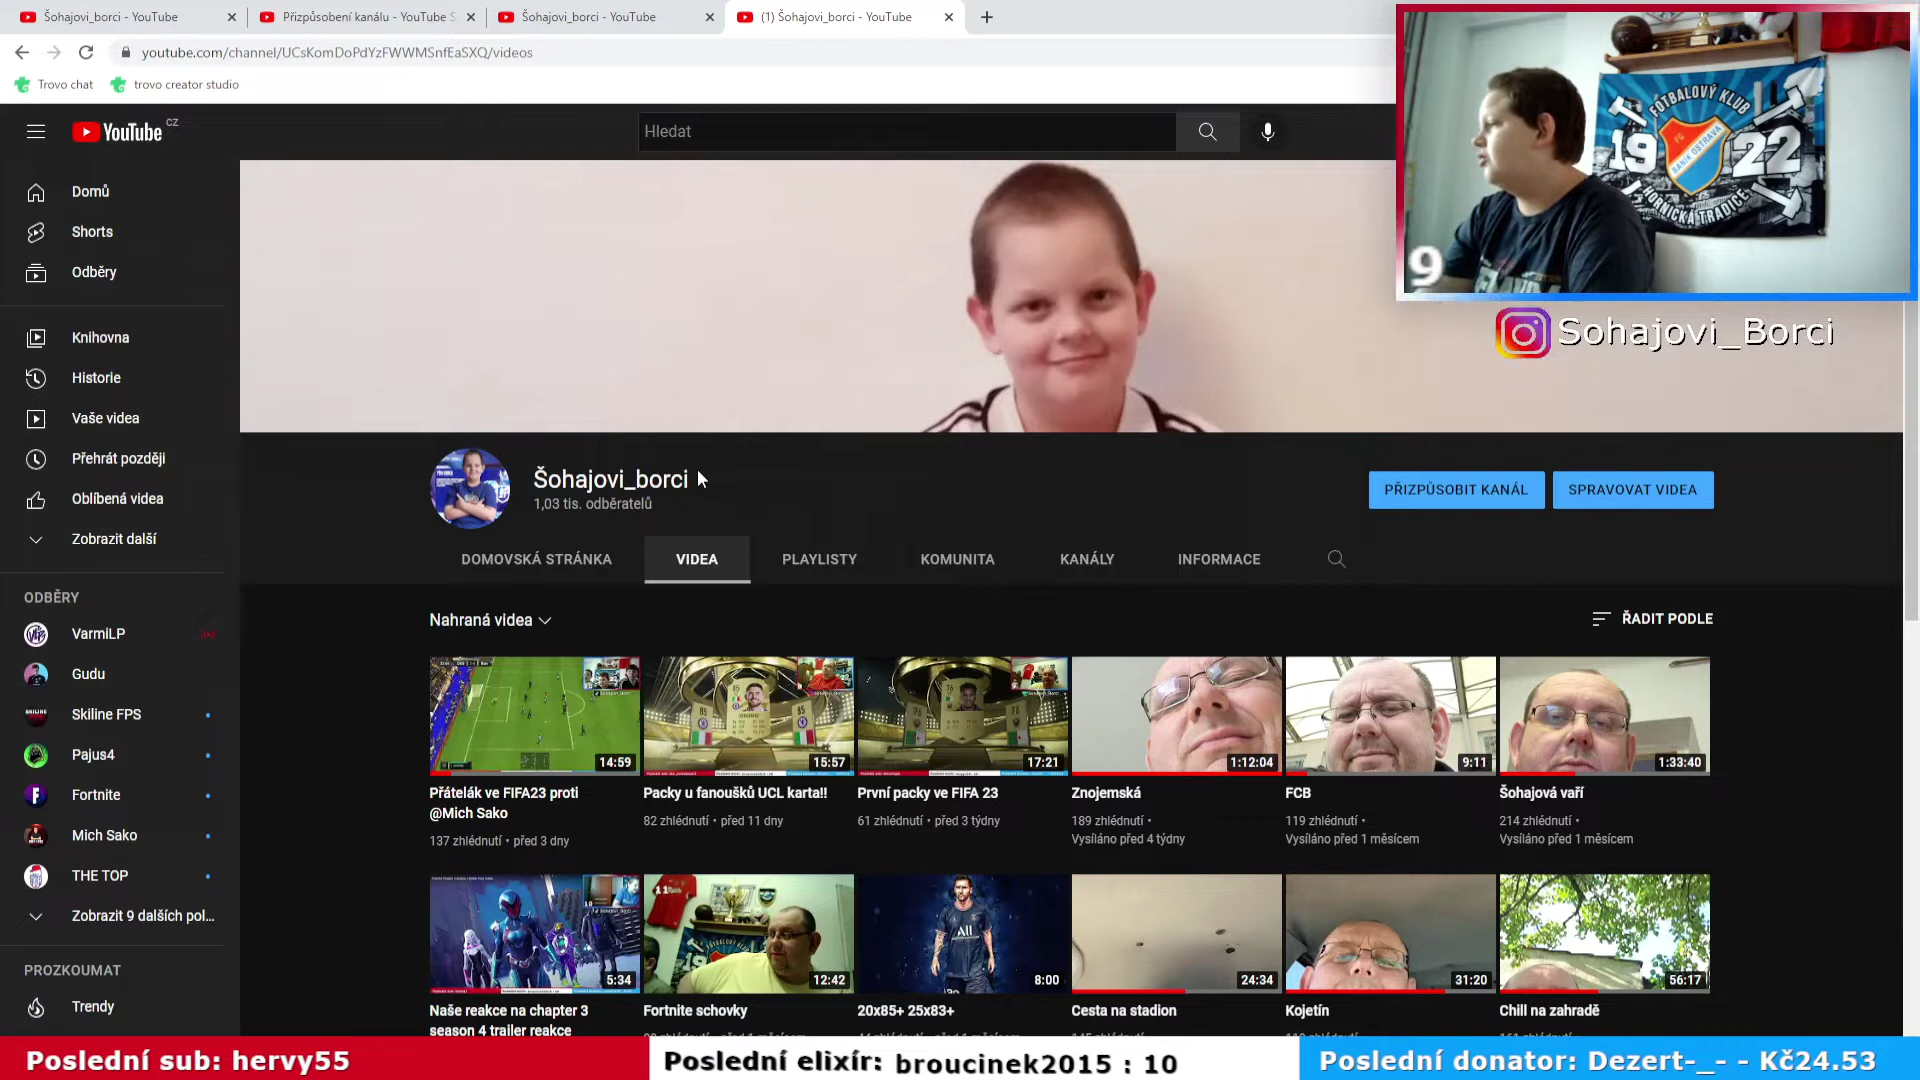 Šohajovi_borci - YouTube
Přizpůsobení kanálu - YouTube S
Šohajovi_borci - YouTube
(1) Šohajovi_borci - YouTube
youtube.com/channel/UCsKomDoPdYzFWWMSnfEaSXQ/videos
Trovo chat
trovo creator studio
YouTube CZ
Hledat
FOTBALOVÝ KLUB
19 22
FC
BANÍK OSTRAVA
HORNICKÁ TRADICE
9
Sohajovi_Borci
Domů
Shorts
Odběry
Knihovna
Historie
Vaše videa
Přehrát později
Oblíbená videa
Zobrazit další
ODBĚRY
VarmiLP
Gudu
Skiline FPS
Pajus4
Fortnite
Mich Sako
THE TOP
Zobrazit 9 dalších pol...
PROZKOUMAT
Trendy
Šohajovi_borci
1,03 tis. odběratelů
PŘIZPŮSOBIT KANÁL
SPRAVOVAT VIDEA
DOMOVSKÁ STRÁNKA
VIDEA
PLAYLISTY
KOMUNITA
KANÁLY
INFORMACE
Nahraná videa
ŘADIT PODLE
14:59
Přátelák ve FIFA23 proti
@Mich Sako
137 zhlédnutí • před 3 dny
15:57
Packy u fanoušků UCL karta!!
82 zhlédnutí • před 11 dny
17:21
První packy ve FIFA 23
61 zhlédnutí • před 3 týdny
1:12:04
Znojemská
189 zhlédnutí •
Vysíláno před 4 týdny
9:11
FCB
119 zhlédnutí •
Vysíláno před 1 měsícem
1:33:40
Šohajová vaří
214 zhlédnutí •
Vysíláno před 1 měsícem
5:34
Naše reakce na chapter 3
season 4 trailer reakce
12:42
Fortnite schovky
8:00
20x85+ 25x83+
24:34
Cesta na stadion
31:20
Kojetín
56:17
Chill na zahradě
Poslední sub: hervy55
Poslední elixír: broucinek2015 : 10
Poslední donator: Dezert-_- - Kč24.53